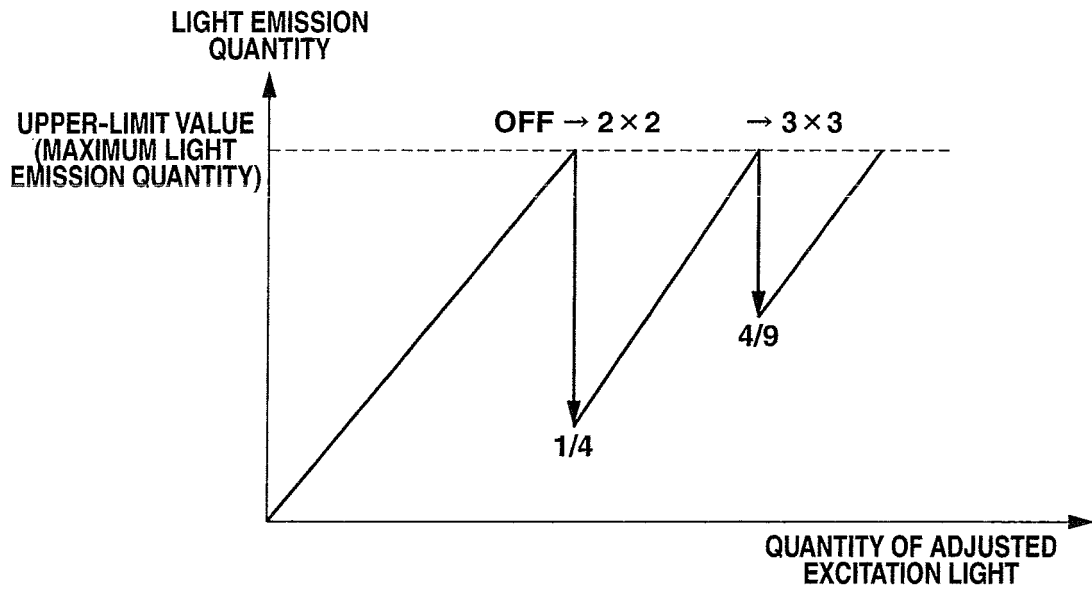 LIGHT EMISSION
QUANTITY
UPPER-LIMIT VALUE
(MAXIMUM LIGHT
EMISSION QUANTITY)
OFF → 2×2
→ 3×3
4/9
1/4
QUANTITY OF ADJUSTED
EXCITATION LIGHT